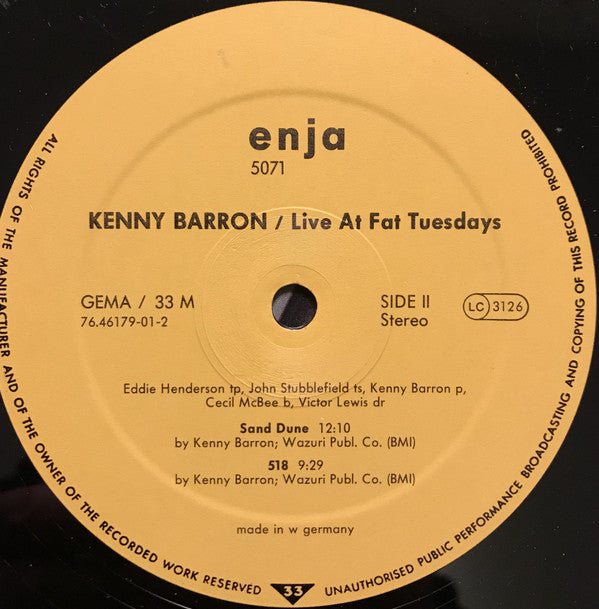 enja
5071
KENNY BARRON / Live At Fat Tuesdays
GEMA / 33 M
76.46179-01-2
SIDE II
Stereo
LC 3126
Eddie Henderson tp, John Stubblefield ts, Kenny Barron p,
Cecil McBee b, Victor Lewis dr
Sand Dune 12:10
by Kenny Barron; Wazuri Publ. Co. (BMI)
518 9:29
by Kenny Barron; Wazuri Publ. Co. (BMI)
made in w germany
ALL RIGHTS OF THE MANUFACTURER AND OF THE OWNER OF THE RECORDED WORK RESERVED
33
UNAUTHORISED PUBLIC PERFORMANCE BROADCASTING AND COPYING OF THIS RECORD PROHIBITED